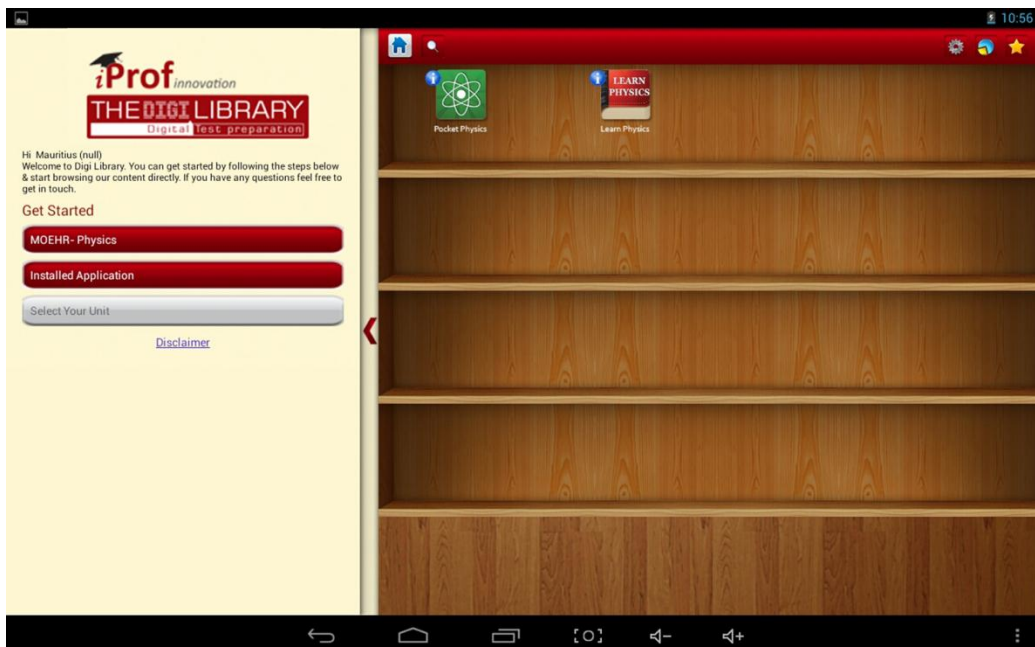 10:56
iProf innovation
THE DIGI LIBRARY
Digital Test preparation
Hi Mauritius (null)
Welcome to Digi Library. You can get started by following the steps below
& start browsing our content directly. If you have any questions feel free to
get in touch.
Get Started
MOEHR- Physics
Installed Application
Select Your Unit
Disclaimer
LEARN
PHYSICS
Pocket Physics
Learn Physics